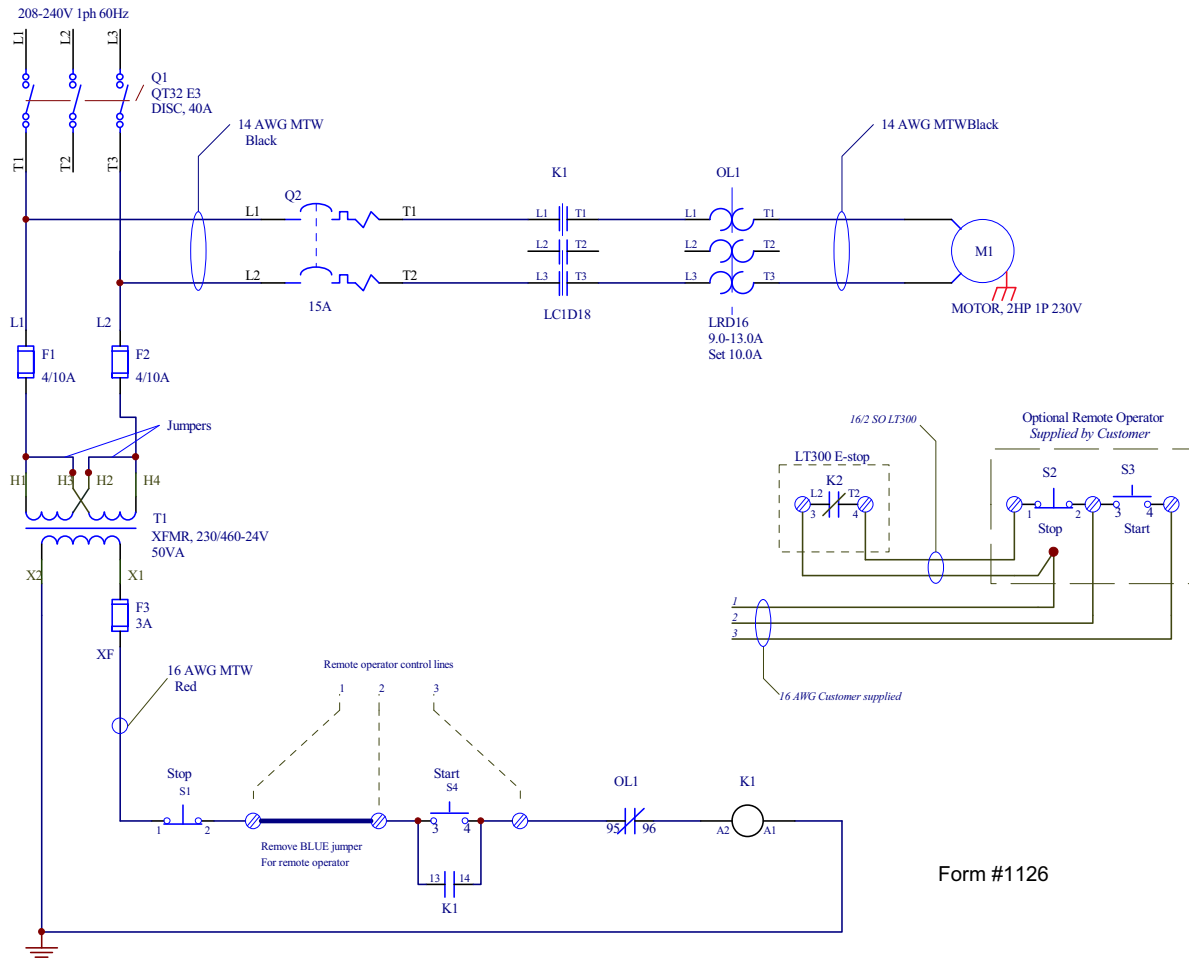 208-240V 1ph 60Hz
L1 L2 L3
Q1
QT32 E3
DISC, 40A
T1 T2 T3
14 AWG MTW
Black
14 AWG MTWBlack
L1 Q2 T1
K1
L1 T1
L2 T2
L3 T3
LC1D18
OL1
L1 T1
L2 T2
L3 T3
M1
L2 T2
15A
LRD16
9.0-13.0A
Set 10.0A
MOTOR, 2HP 1P 230V
L1 L2
F1
4/10A
F2
4/10A
Jumpers
H1 H3 H2 H4
T1
XFMR, 230/460-24V
50VA
X2 X1
F3
3A
XF
16 AWG MTW
Red
16/2 SO LT300
LT300 E-stop
K2
L2 T2
3 4
Optional Remote Operator
Supplied by Customer
S2 S3
1 2 3 4
Stop Start
1
2
3
16 AWG Customer supplied
Remote operator control lines
1 2 3
Stop
S1
1 2
Remove BLUE jumper
For remote operator
Start
S4
3 4
13 14
K1
OL1
95 96
K1
A2 A1
Form #1126